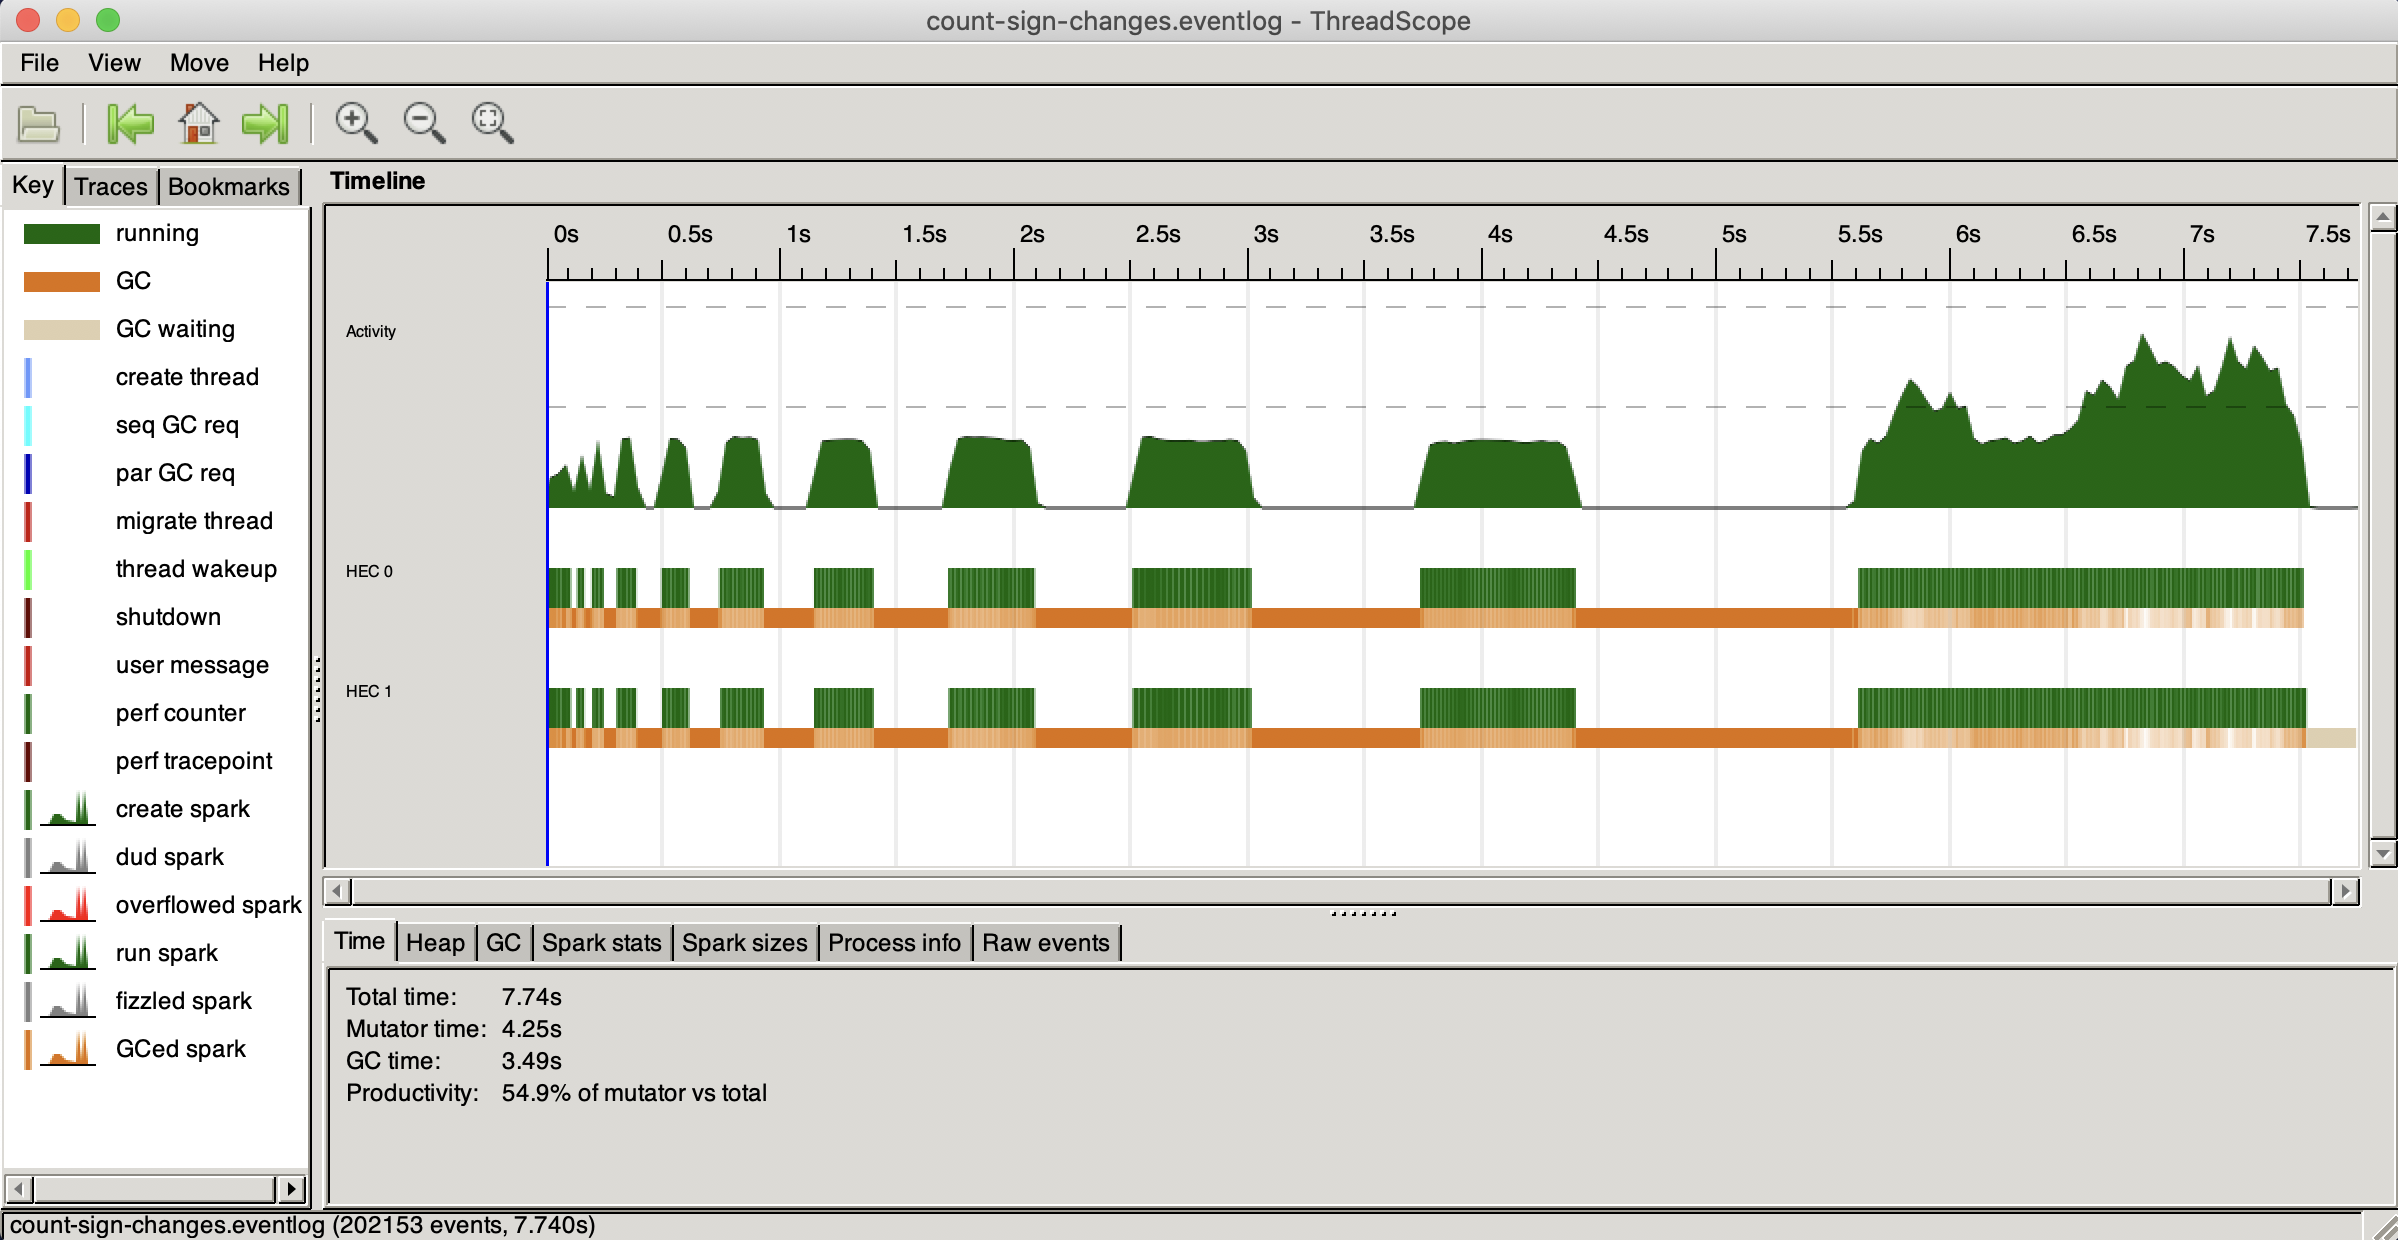 count-sign-changes.eventlog - ThreadScope
File View Move Help
Key Traces Bookmarks
running
GC
GC waiting
create thread
seq GC req
par GC req
migrate thread
thread wakeup
shutdown
user message
perf counter
perf tracepoint
create spark
dud spark
overflowed spark
run spark
fizzled spark
GCed spark
Timeline
0s 0.5s 1s 1.5s 2s 2.5s 3s 3.5s 4s 4.5s 5s 5.5s 6s 6.5s 7s 7.5s
Activity
HEC 0
HEC 1
Time Heap GC Spark stats Spark sizes Process info Raw events
Total time: 7.74s
Mutator time: 4.25s
GC time: 3.49s
Productivity: 54.9% of mutator vs total
count-sign-changes.eventlog (202153 events, 7.740s)